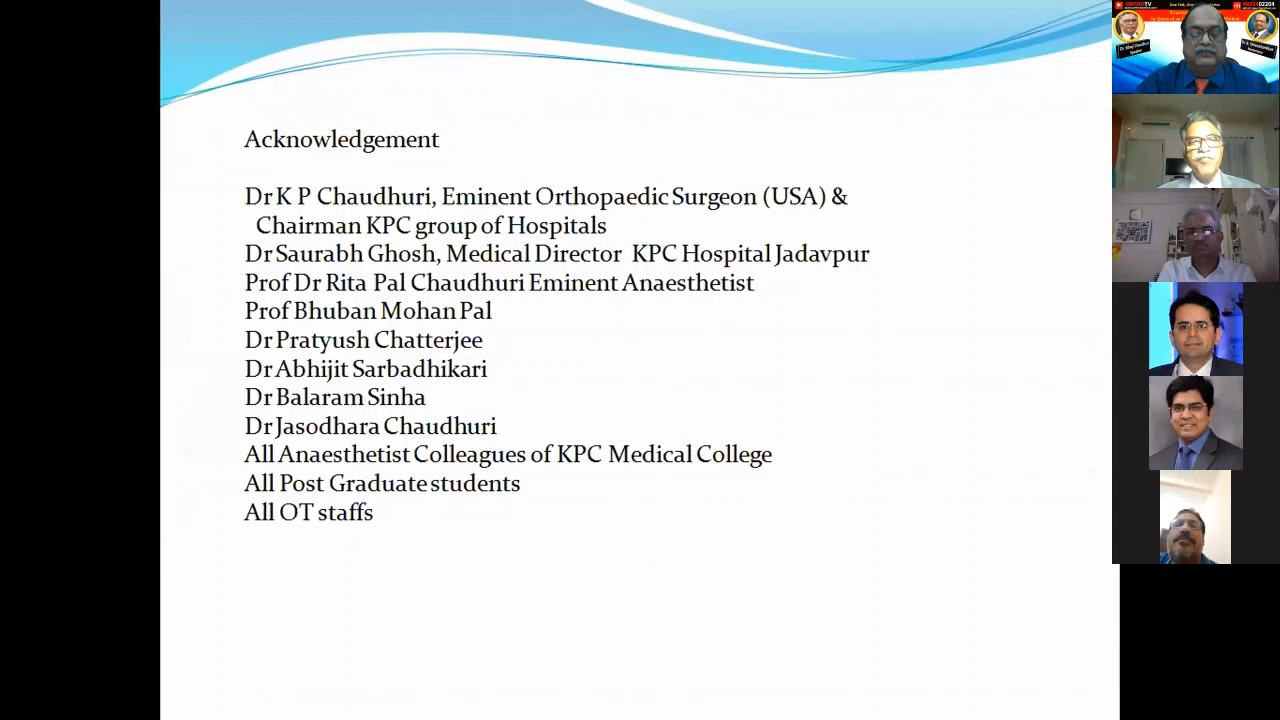 Acknowledgement
Dr K P Chaudhuri, Eminent Orthopaedic Surgeon (USA) &
Chairman KPC group of Hospitals
Dr Saurabh Ghosh, Medical Director KPC Hospital Jadavpur
Prof Dr Rita Pal Chaudhuri Eminent Anaesthetist
Prof Bhuban Mohan Pal
Dr Pratyush Chatterjee
Dr Abhijit Sarbadhikari
Dr Balaram Sinha
Dr Jasodhara Chaudhuri
All Anaesthetist Colleagues of KPC Medical College
All Post Graduate students
All OT staffs
ORTHOTV
One Talk,